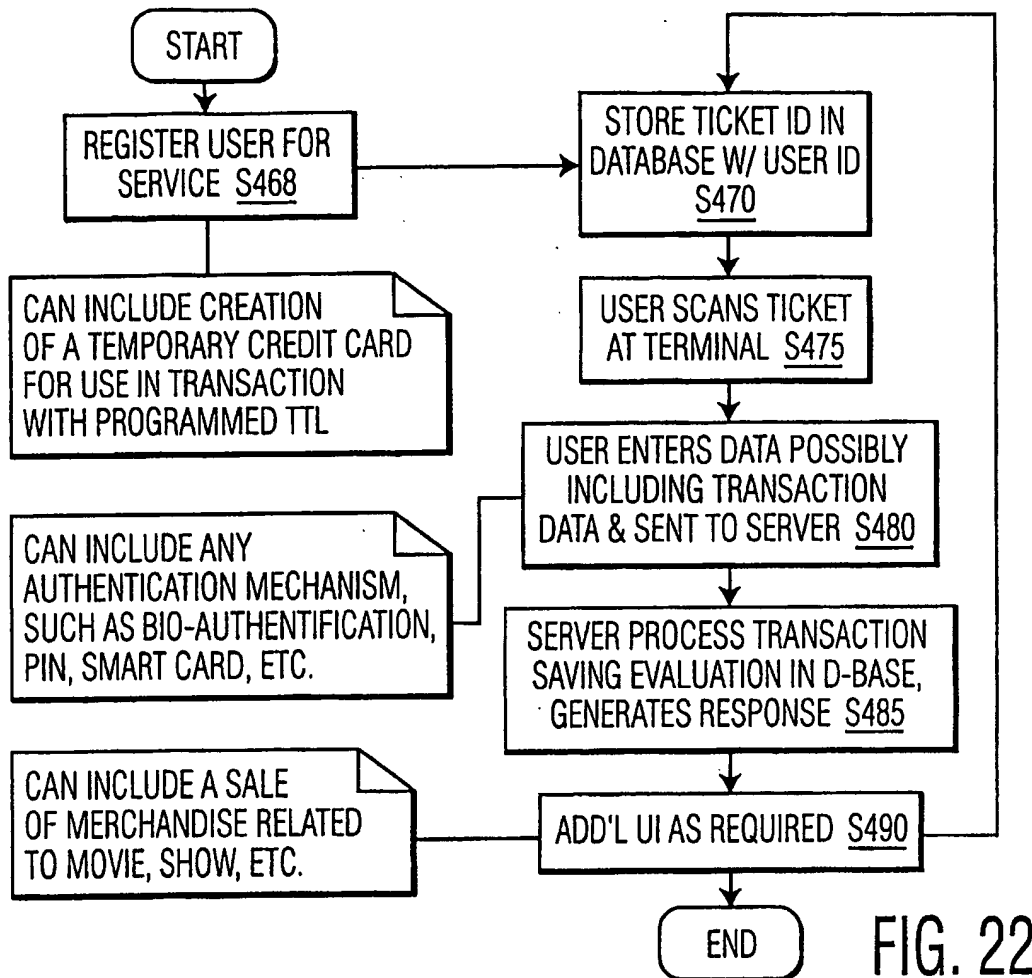 START
REGISTER USER FOR
SERVICE S468
CAN INCLUDE CREATION
OF A TEMPORARY CREDIT CARD
FOR USE IN TRANSACTION
WITH PROGRAMMED TTL
CAN INCLUDE ANY
AUTHENTICATION MECHANISM,
SUCH AS BIO-AUTHENTIFICATION,
PIN, SMART CARD, ETC.
CAN INCLUDE A SALE
OF MERCHANDISE RELATED
TO MOVIE, SHOW, ETC.
STORE TICKET ID IN
DATABASE W/ USER ID
S470
USER SCANS TICKET
AT TERMINAL S475
USER ENTERS DATA POSSIBLY
INCLUDING TRANSACTION
DATA & SENT TO SERVER S480
SERVER PROCESS TRANSACTION
SAVING EVALUATION IN D-BASE,
GENERATES RESPONSE S485
ADD'L UI AS REQUIRED S490
END
FIG. 22